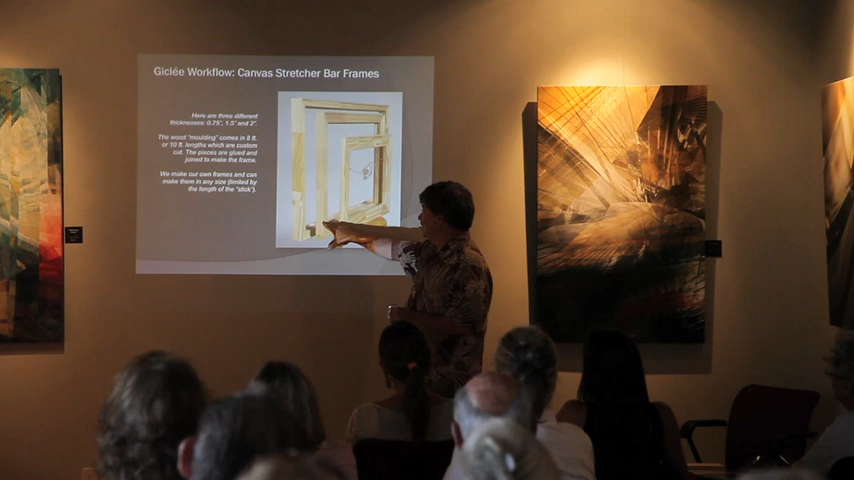 Giclée Workflow: Canvas Stretcher Bar Frames
Here are three different
thicknesses: 0.75", 1.5" and 2".
The wood "moulding" comes in 8 ft.
or 10 ft. lengths which are custom
cut. The pieces are glued and
joined to make the frame.
We make our own frames and can
make them in any size (limited by
the length of the "stick").